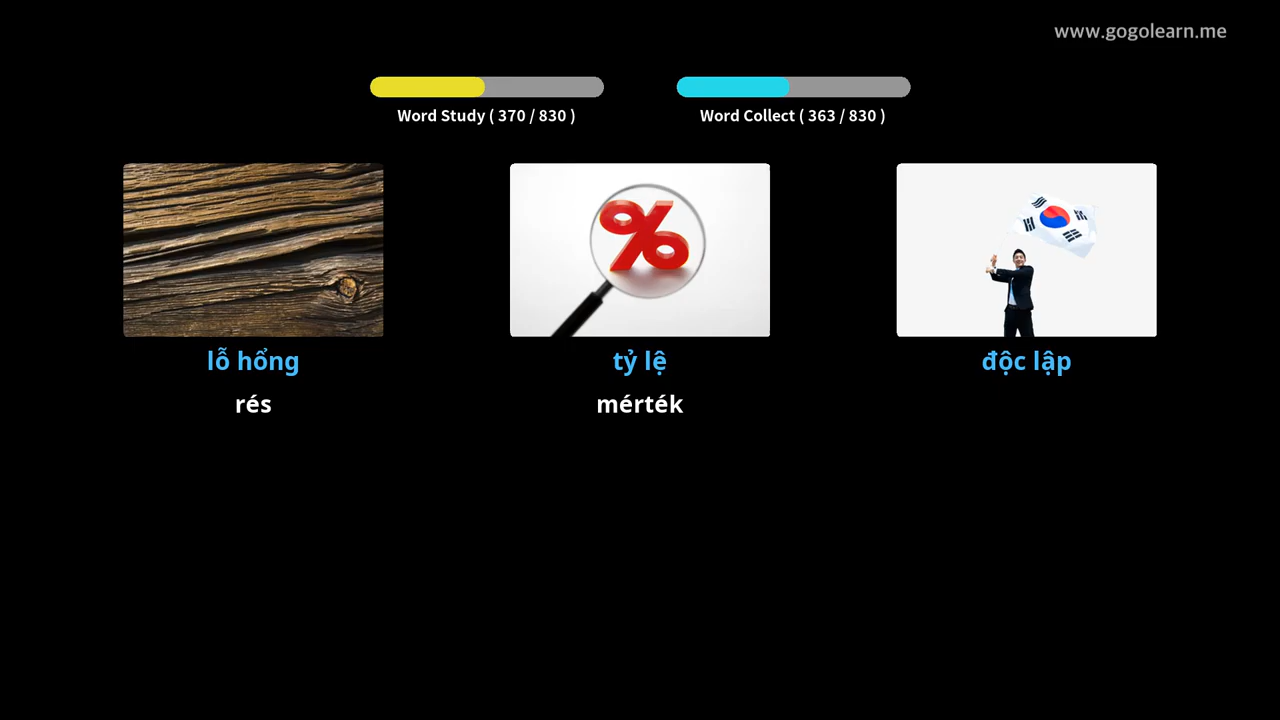 www.gogolearn.me
Word Study ( 370 / 830 )
Word Collect ( 363 / 830 )
lỗ hổng
tỷ lệ
độc lập
rés
mérték